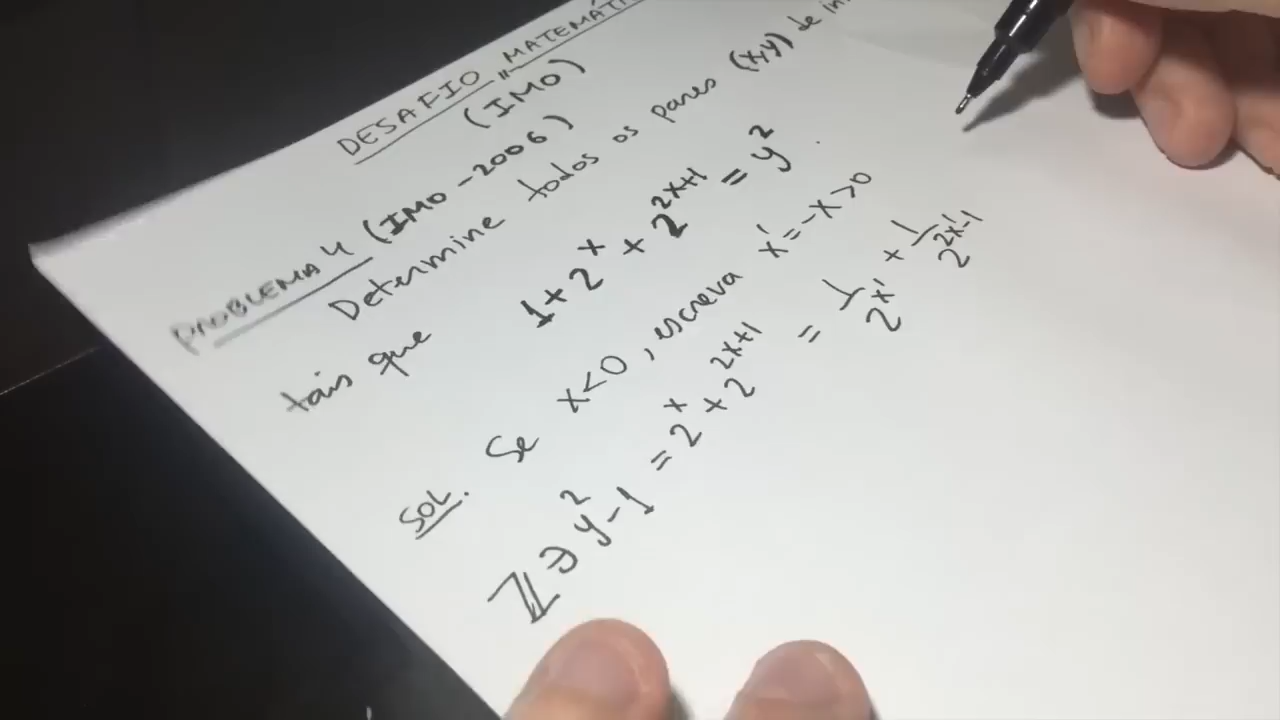 DESAFIO MATEMÁT
(IMO)
PROBLEMA 4 (IMO - 2006)
Determine todos os pares (x,y) de in
tais que 1+2^x + 2^{2x+1} = y^2.
SOL. Se x<0, escreva x' = -x > 0
ℤ ∋ y^2 - 1 = 2^x + 2^{2x+1} = 1/2^{x'} + 1/2^{2x'-1}